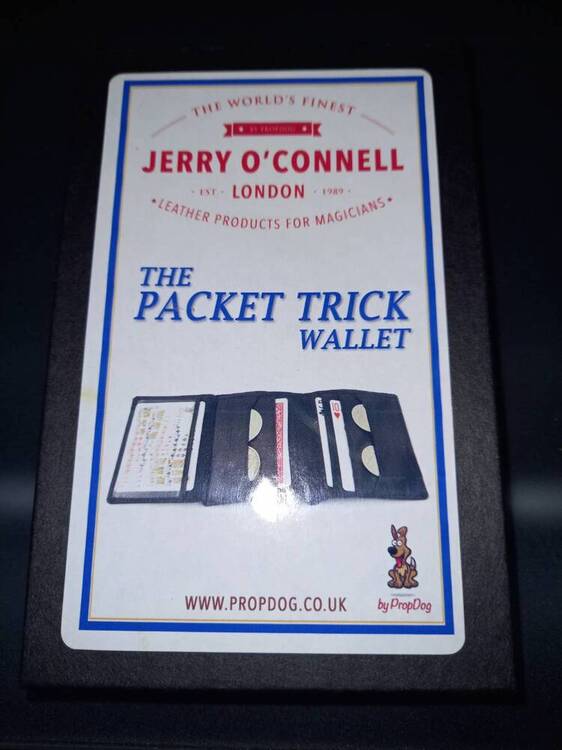 THE WORLD'S FINEST
BY PROPDOG
JERRY O'CONNELL
· EST · LONDON · 1989 ·
• LEATHER PRODUCTS FOR MAGICIANS •
THE
PACKET TRICK
WALLET
10
WWW.PROPDOG.CO.UK
by PropDog